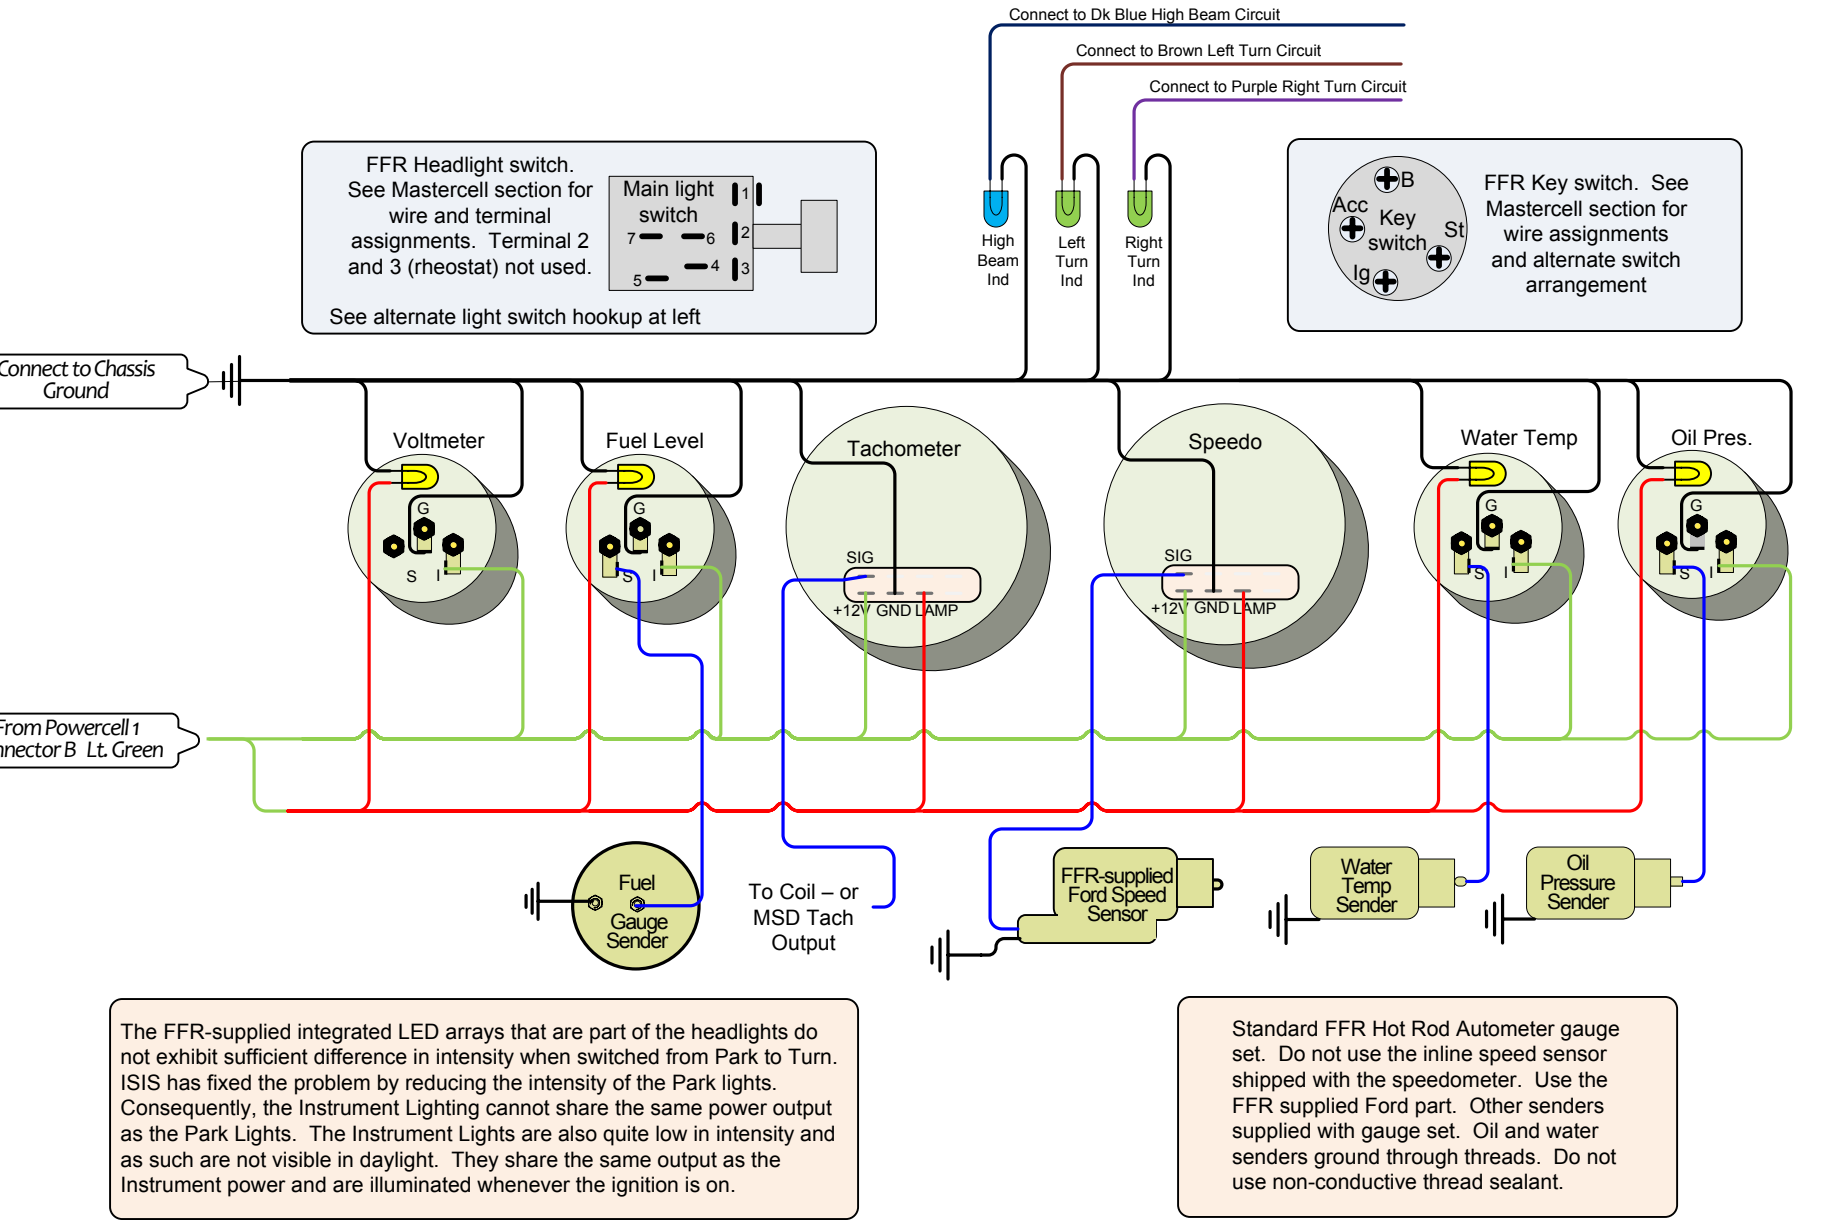 Connect to Dk Blue High Beam Circuit
Connect to Brown Left Turn Circuit
Connect to Purple Right Turn Circuit
FFR Headlight switch.
See Mastercell section for
wire and terminal
assignments. Terminal 2
and 3 (rheostat) not used.
Main light
switch
1
2
3
7
6
4
5
See alternate light switch hookup at left
High
Beam
Ind
Left
Turn
Ind
Right
Turn
Ind
B
Acc
Key
switch
St
Ig
FFR Key switch. See
Mastercell section for
wire assignments
and alternate switch
arrangement
Connect to Chassis
Ground
Voltmeter
G
S
I
Fuel Level
G
S
I
Tachometer
SIG
+12V GND LAMP
Speedo
SIG
+12V GND LAMP
Water Temp
G
S
I
Oil Pres.
G
S
I
From Powercell 1
nnector B Lt. Green
Fuel
Gauge
Sender
To Coil – or
MSD Tach
Output
FFR-supplied
Ford Speed
Sensor
Water
Temp
Sender
Oil
Pressure
Sender
The FFR-supplied integrated LED arrays that are part of the headlights do
not exhibit sufficient difference in intensity when switched from Park to Turn.
ISIS has fixed the problem by reducing the intensity of the Park lights.
Consequently, the Instrument Lighting cannot share the same power output
as the Park Lights. The Instrument Lights are also quite low in intensity and
as such are not visible in daylight. They share the same output as the
Instrument power and are illuminated whenever the ignition is on.
Standard FFR Hot Rod Autometer gauge
set. Do not use the inline speed sensor
shipped with the speedometer. Use the
FFR supplied Ford part. Other senders
supplied with gauge set. Oil and water
senders ground through threads. Do not
use non-conductive thread sealant.